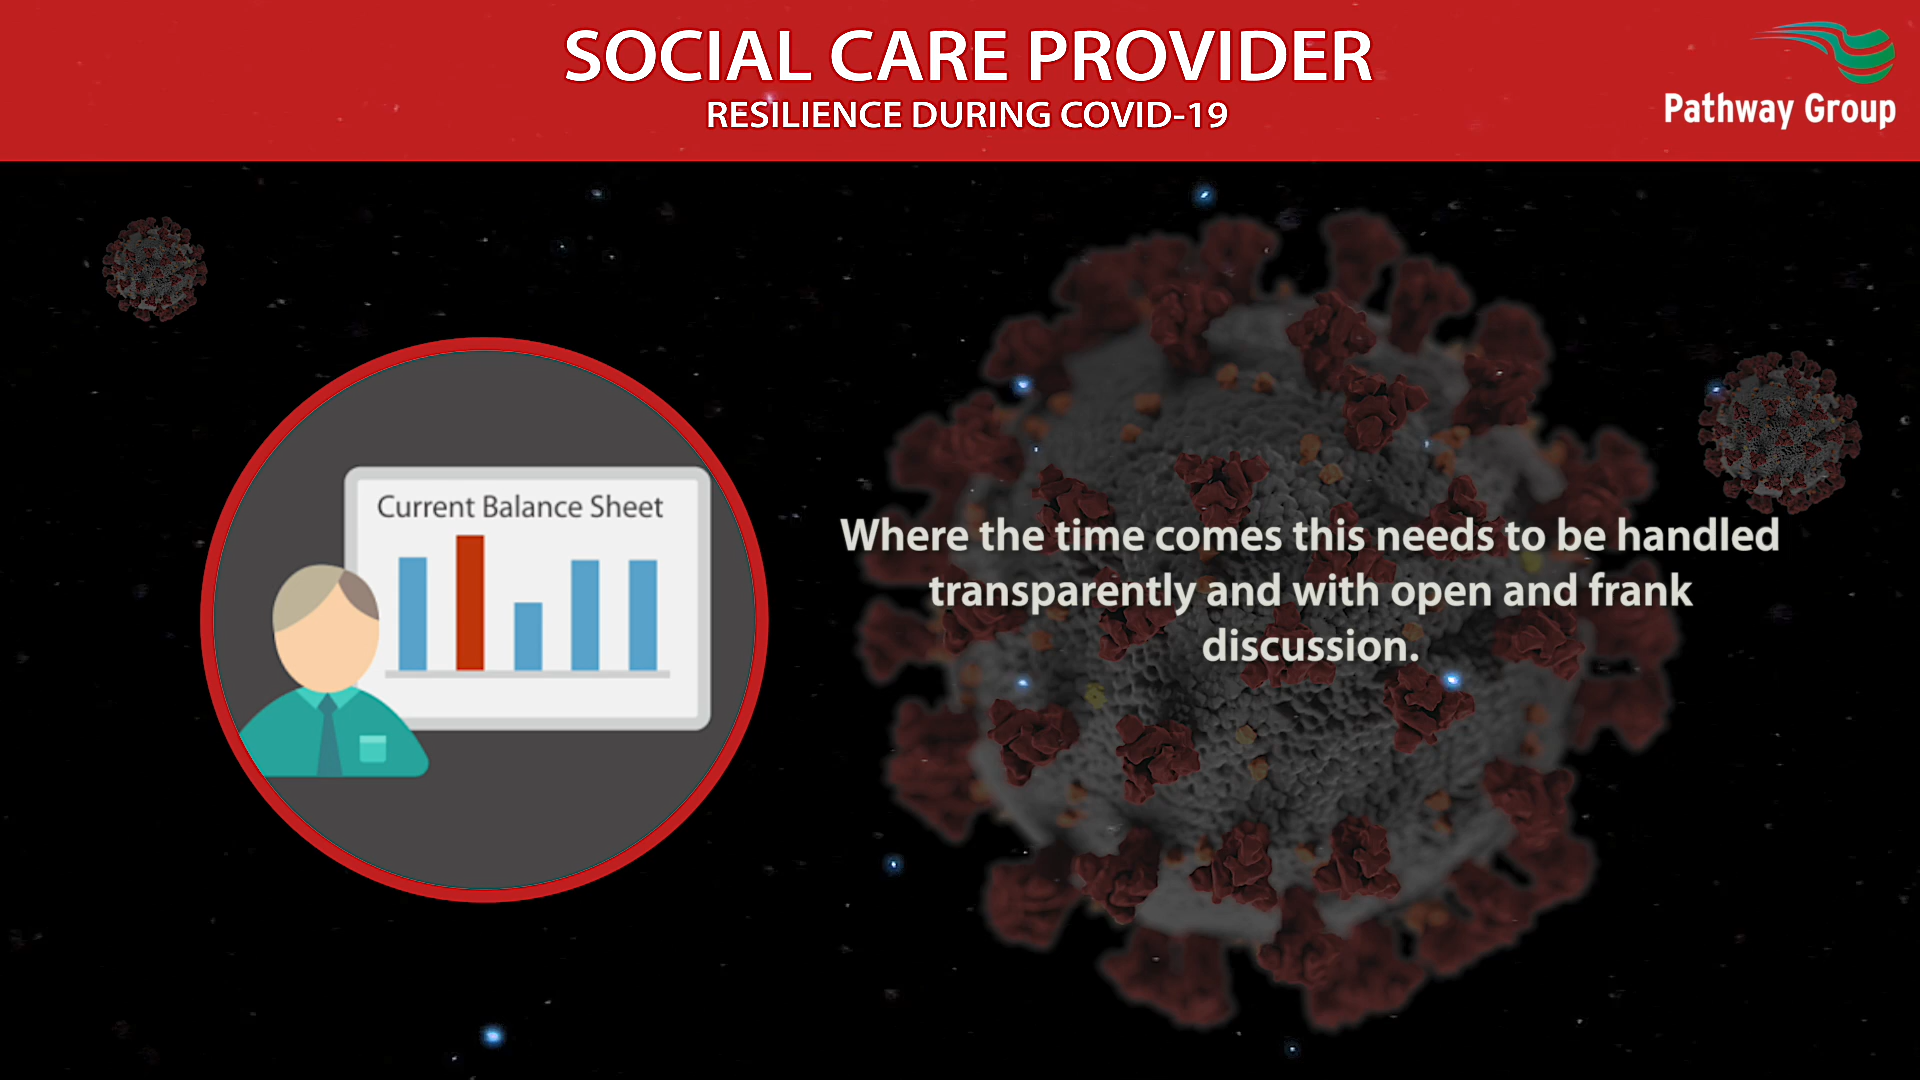 SOCIAL CARE PROVIDER
RESILIENCE DURING COVID-19
Pathway Group
Current Balance Sheet
Where the time comes this needs to be handled
transparently and with open and frank
discussion.